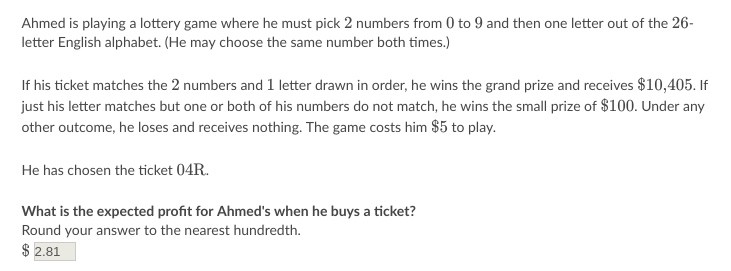 Ahmed is playing a lottery game where he must pick 2 numbers from 0 to 9 and then one letter out of the 26-
letter English alphabet. (He may choose the same number both times.)
If his ticket matches the 2 numbers and 1 letter drawn in order, he wins the grand prize and receives $10,405. If
just his letter matches but one or both of his numbers do not match, he wins the small prize of $100. Under any
other outcome, he loses and receives nothing. The game costs him $5 to play.
He has chosen the ticket 04R.
What is the expected profit for Ahmed's when he buys a ticket?
Round your answer to the nearest hundredth.
$ 2.81